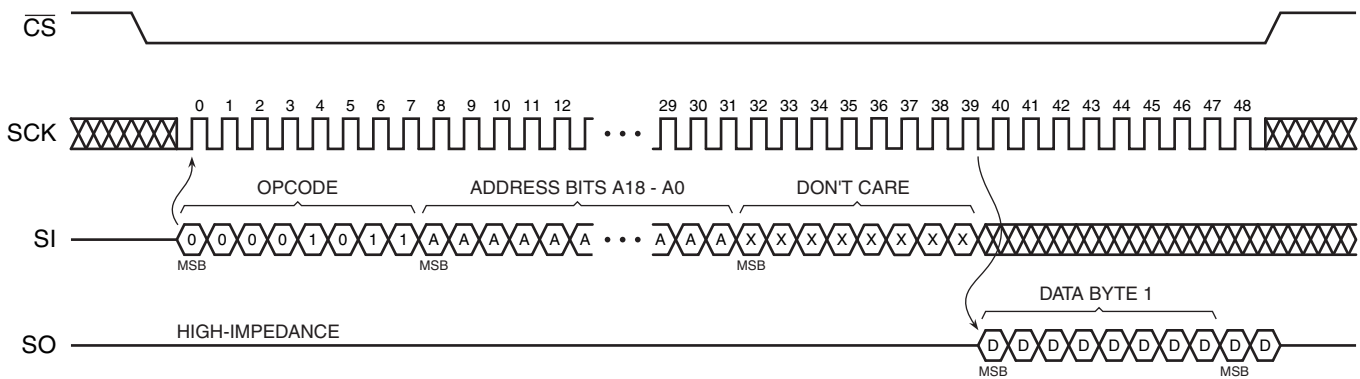 CS
0 1 2 3 4 5 6 7 8 9 10 11 12 29 30 31 32 33 34 35 36 37 38 39 40 41 42 43 44 45 46 47 48
SCK
OPCODE ADDRESS BITS A18 - A0 DON'T CARE
SI 0 0 0 0 1 0 1 1 A A A A A A A A A X X X X X X X X
MSB MSB MSB
DATA BYTE 1
HIGH-IMPEDANCE
SO D D D D D D D D D D
MSB MSB